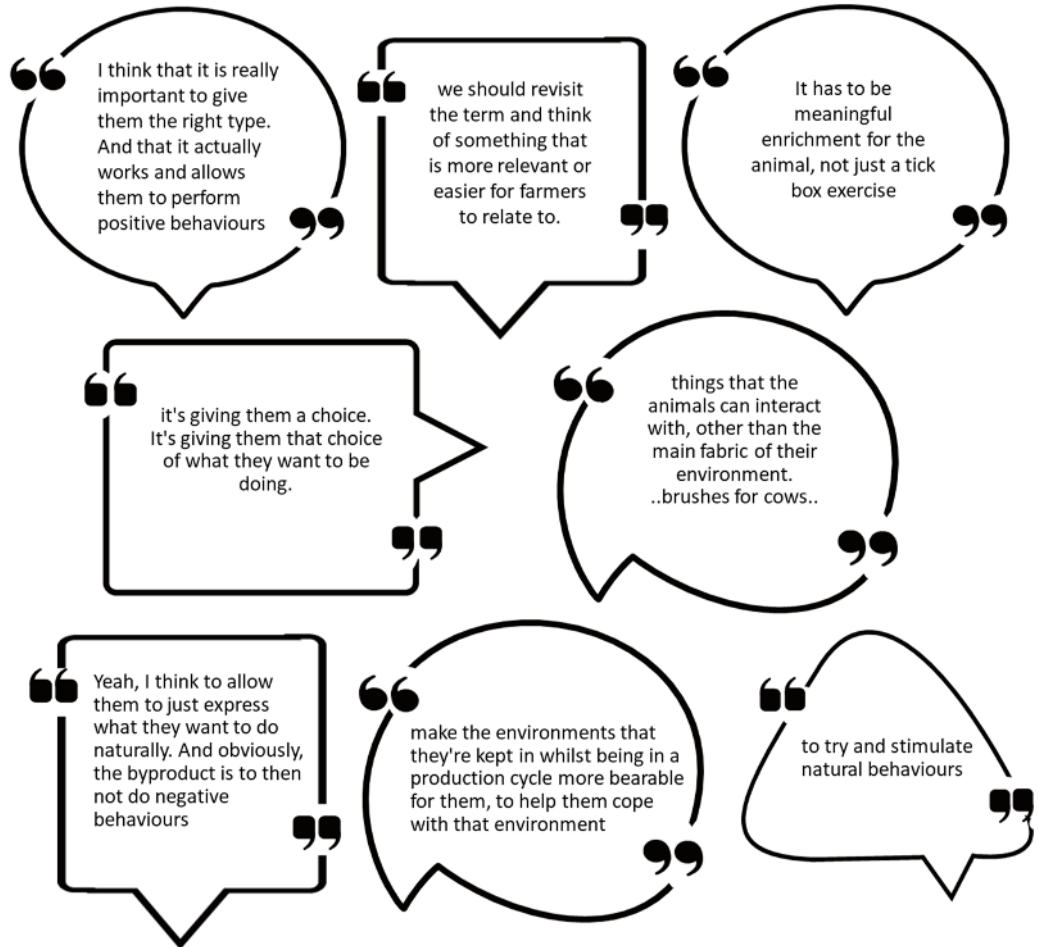 I think that it is really
important to give
them the right type.
And that it actually
works and allows
them to perform
positive behaviours
we should revisit
the term and think
of something that
is more relevant or
easier for farmers
to relate to.
It has to be
meaningful
enrichment for the
animal, not just a tick
box exercise
it's giving them a choice.
It's giving them that choice
of what they want to be
doing.
things that the
animals can interact
with, other than the
main fabric of their
environment.
..brushes for cows..
Yeah, I think to allow
them to just express
what they want to do
naturally. And obviously,
the byproduct is to then
not do negative
behaviours
make the environments that
they're kept in whilst being in a
production cycle more bearable
for them, to help them cope
with that environment
to try and stimulate
natural behaviours